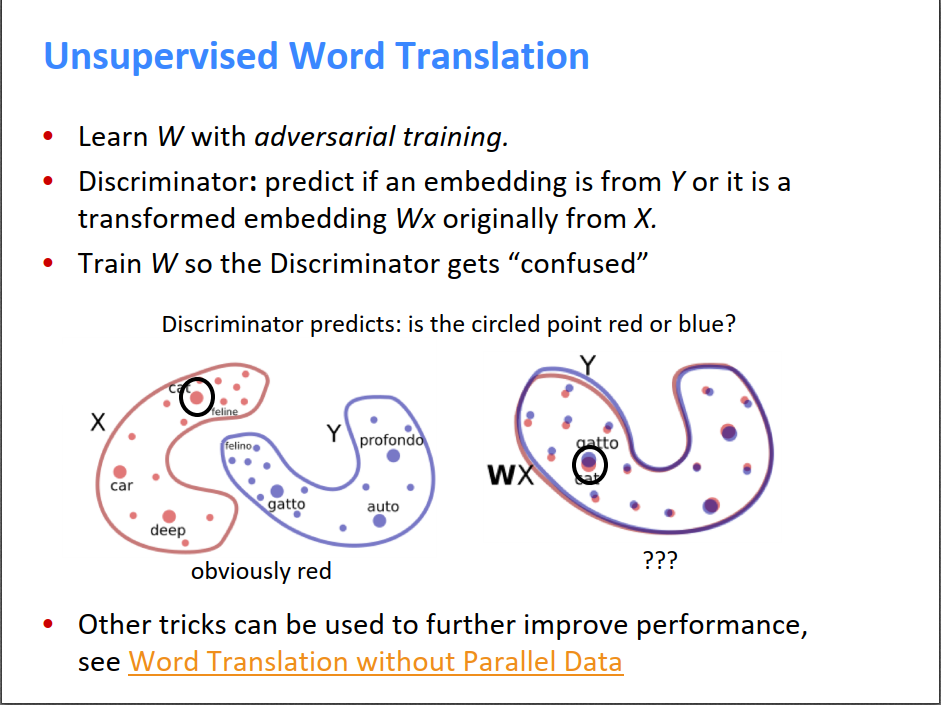 Unsupervised Word Translation
• Learn W with adversarial training.
• Discriminator: predict if an embedding is from Y or it is a
transformed embedding Wx originally from X.
• Train W so the Discriminator gets “confused”
Discriminator predicts: is the circled point red or blue?
X
cat
feline
car
deep
Y
felino
profondo
gatto
auto
obviously red
Y
WX
gatto
cat
???
• Other tricks can be used to further improve performance,
see Word Translation without Parallel Data